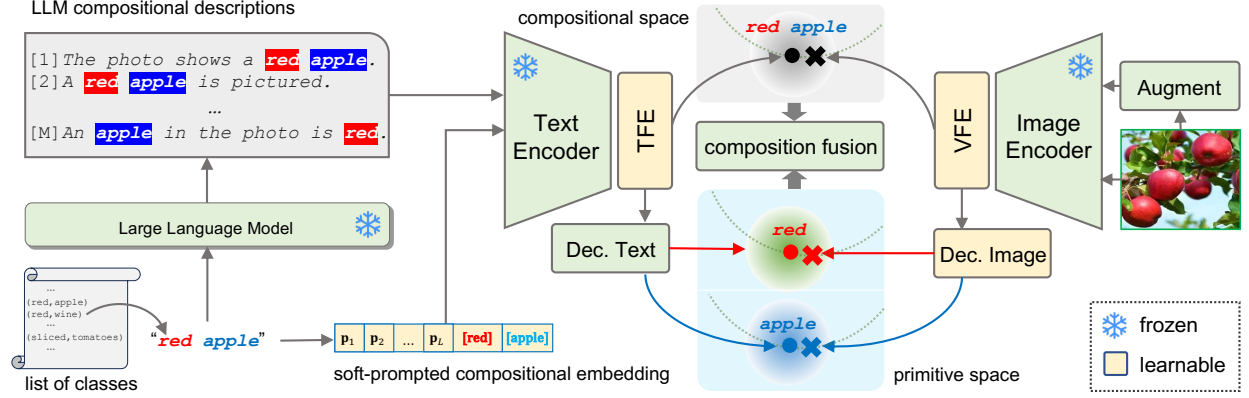 LLM compositional descriptions
[1] The photo shows a red apple.
[2] A red apple is pictured.
…
[M] An apple in the photo is red.
Large Language Model
...
(red,apple)
(red,wine)
...
(sliced,tomatoes)
...
list of classes
“red apple”
p1 p2 ... pL [red] [apple]
soft-prompted compositional embedding
Text
Encoder
TFE
Dec. Text
compositional space
red apple
composition fusion
red
apple
primitive space
VFE
Dec. Image
Image
Encoder
Augment
frozen
learnable